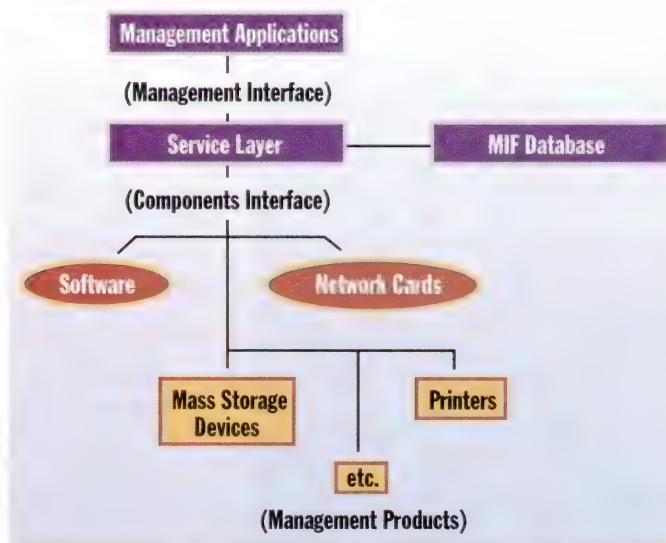 Management Applications
(Management Interface)
Service Layer
MIF Database
(Components Interface)
Software
Network Cards
Mass Storage
Devices
Printers
etc.
(Management Products)